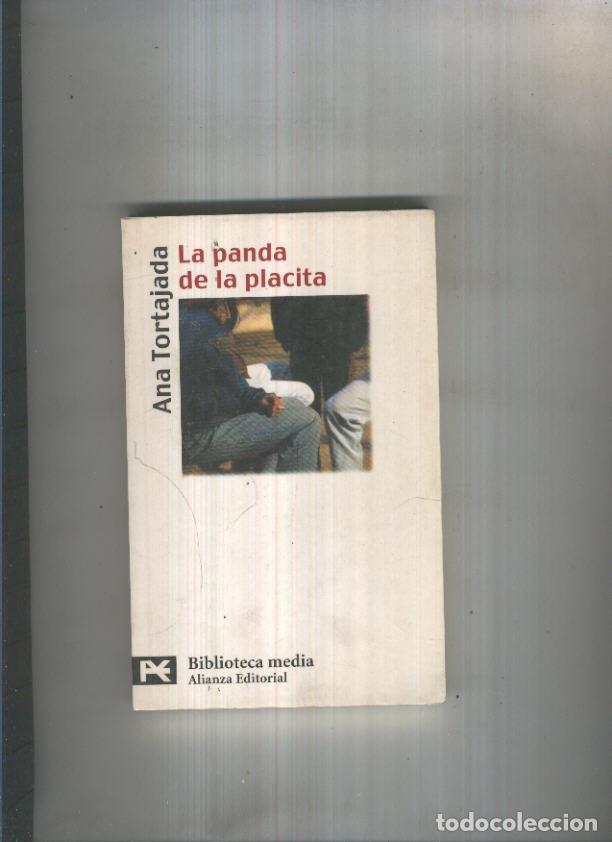 La panda
de la placita
Ana Tortajada
Biblioteca media
Alianza Editorial
todocoleccion